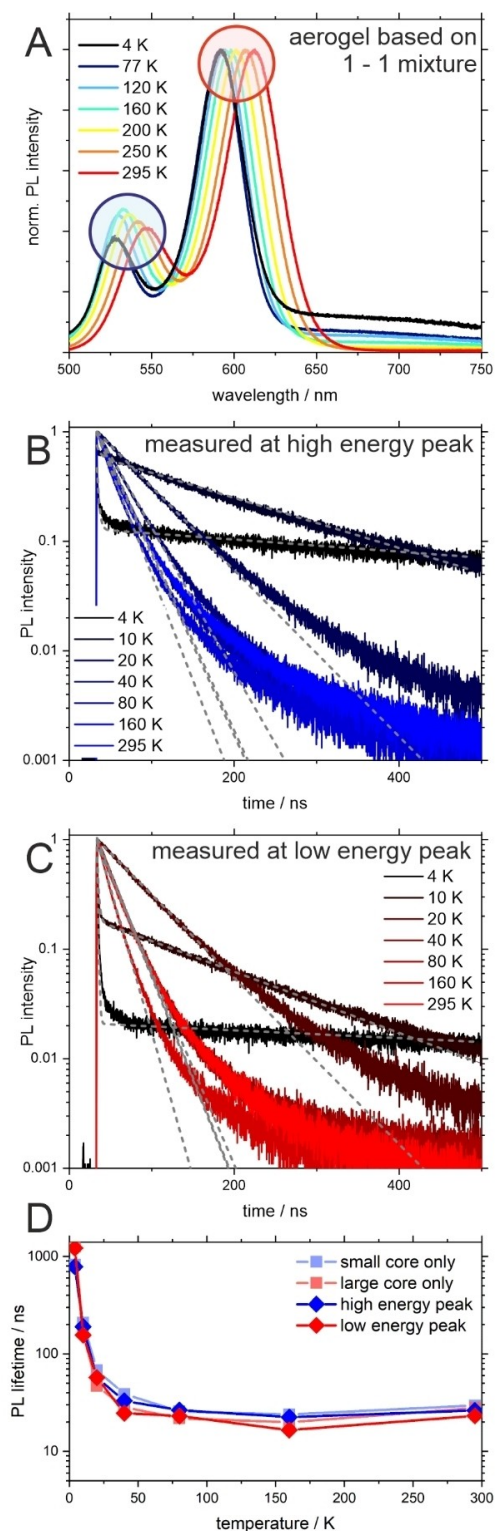 A
aerogel based on
1 - 1 mixture
4 K
77 K
120 K
160 K
200 K
250 K
295 K
norm. PL intensity
500 550 600 650 700 750
wavelength / nm
B
measured at high energy peak
1
0.1
0.01
0.001
PL intensity
4 K
10 K
20 K
40 K
80 K
160 K
295 K
0 200 400
time / ns
C
measured at low energy peak
1
0.1
0.01
0.001
PL intensity
4 K
10 K
20 K
40 K
80 K
160 K
295 K
0 200 400
time / ns
D
1000
100
10
PL lifetime / ns
small core only
large core only
high energy peak
low energy peak
0 50 100 150 200 250 300
temperature / K